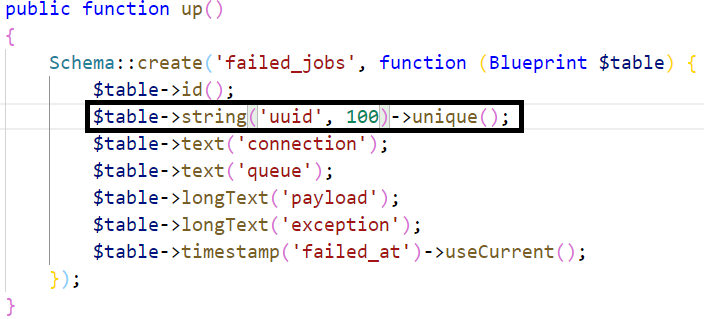 public function up()
{
    Schema::create('failed_jobs', function (Blueprint $table) {
        $table->id();
        $table->string('uuid', 100)->unique();
        $table->text('connection');
        $table->text('queue');
        $table->longText('payload');
        $table->longText('exception');
        $table->timestamp('failed_at')->useCurrent();
    });
}